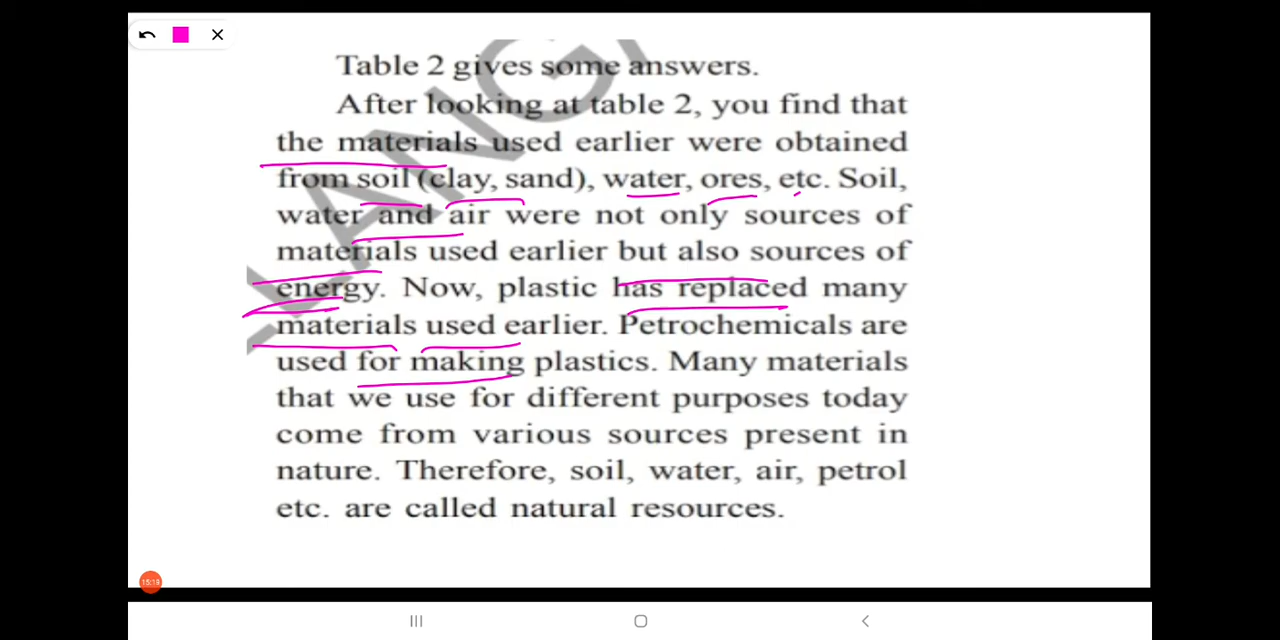 Table 2 gives some answers.
After looking at table 2, you find that
the materials used earlier were obtained
from soil (clay, sand), water, ores, etc. Soil,
water and air were not only sources of
materials used earlier but also sources of
energy. Now, plastic has replaced many
materials used earlier. Petrochemicals are
used for making plastics. Many materials
that we use for different purposes today
come from various sources present in
nature. Therefore, soil, water, air, petrol
etc. are called natural resources.
15:19